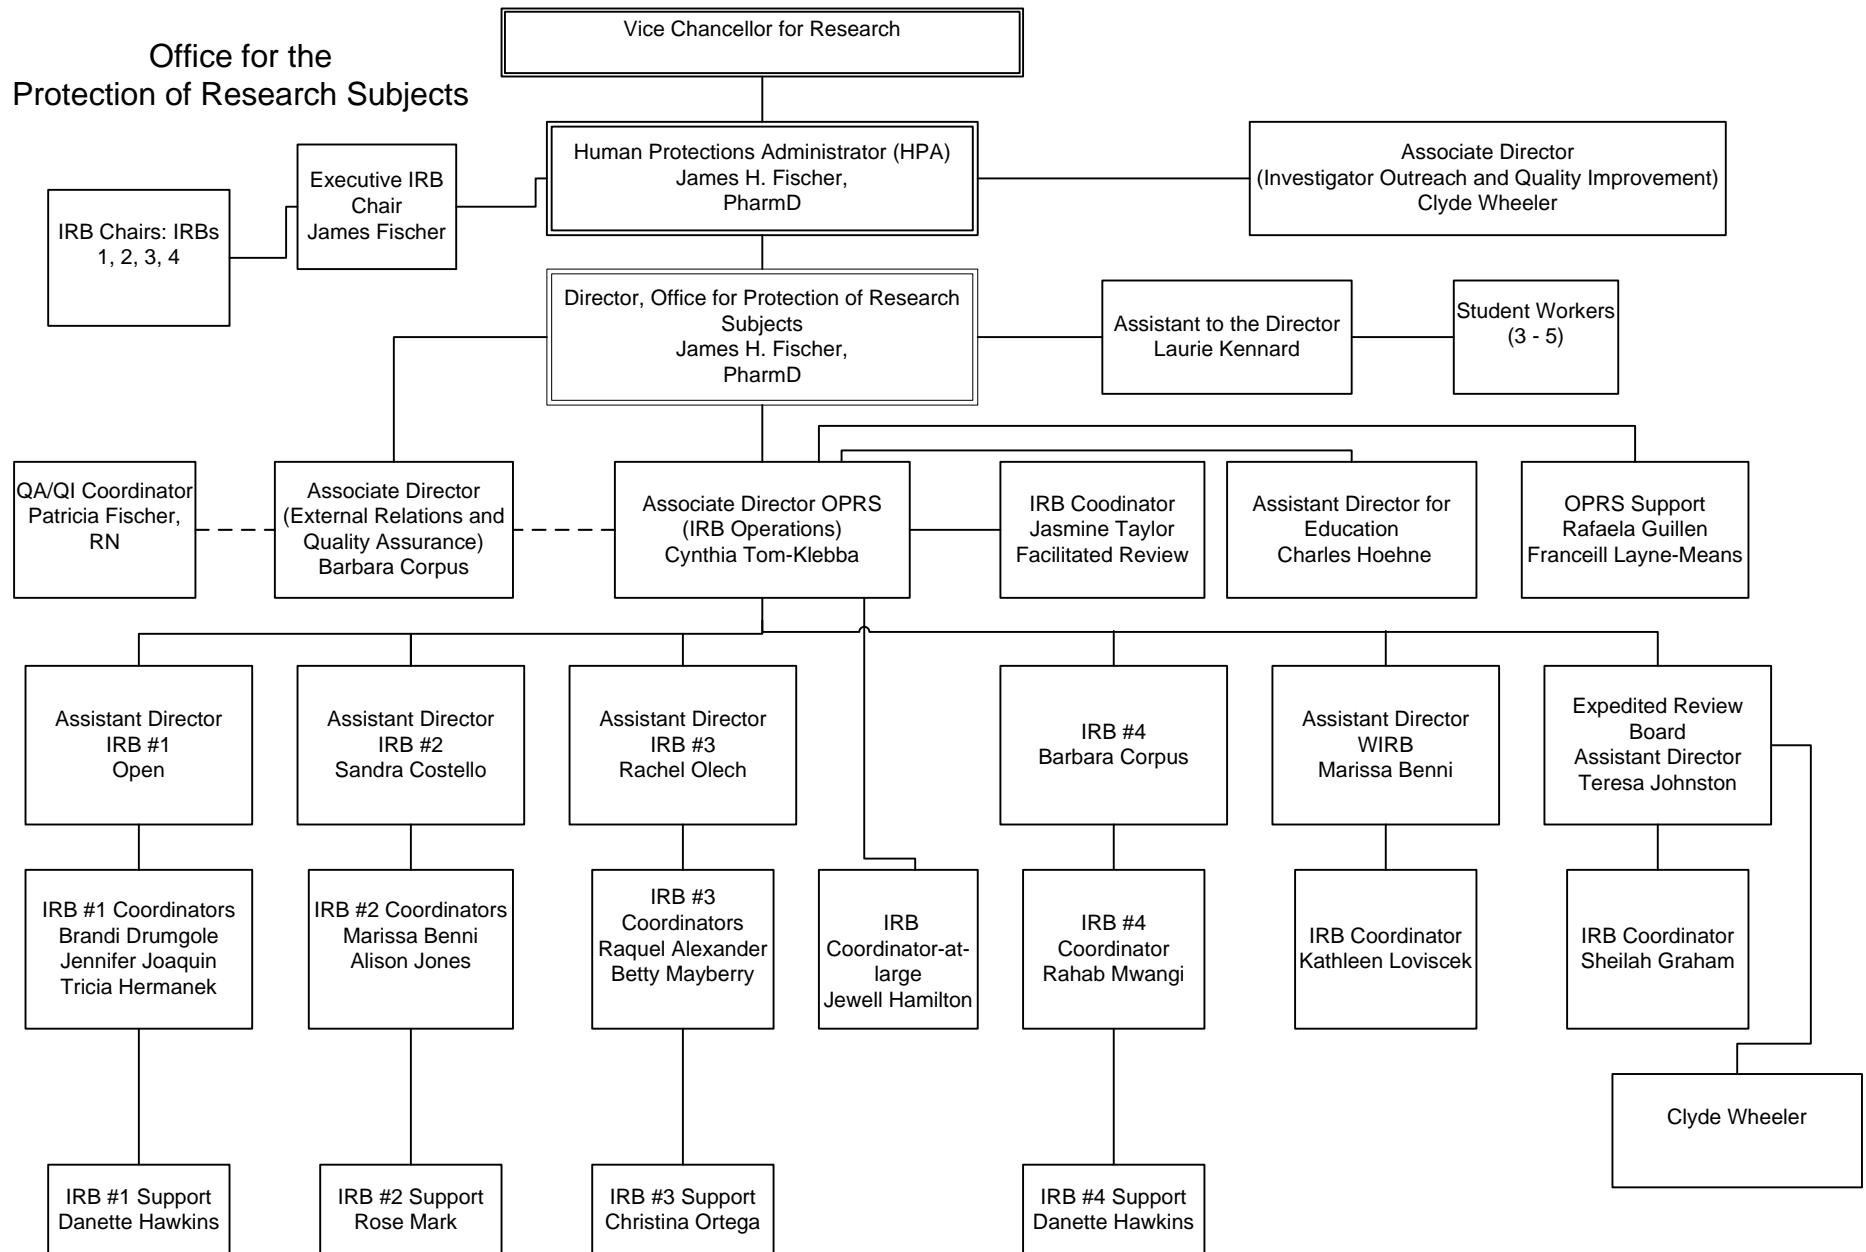 Office for the
Protection of Research Subjects
Vice Chancellor for Research
Human Protections Administrator (HPA)
James H. Fischer,
PharmD
Associate Director
(Investigator Outreach and Quality Improvement)
Clyde Wheeler
Executive IRB
Chair
James Fischer
IRB Chairs: IRBs
1, 2, 3, 4
Director, Office for Protection of Research
Subjects
James H. Fischer,
PharmD
Assistant to the Director
Laurie Kennard
Student Workers
(3 - 5)
QA/QI Coordinator
Patricia Fischer,
RN
Associate Director
(External Relations and
Quality Assurance)
Barbara Corpus
Associate Director OPRS
(IRB Operations)
Cynthia Tom-Klebba
IRB Coodinator
Jasmine Taylor
Facilitated Review
Assistant Director for
Education
Charles Hoehne
OPRS Support
Rafaela Guillen
Franceill Layne-Means
Assistant Director
IRB #1
Open
Assistant Director
IRB #2
Sandra Costello
Assistant Director
IRB #3
Rachel Olech
IRB #4
Barbara Corpus
Assistant Director
WIRB
Marissa Benni
Expedited Review
Board
Assistant Director
Teresa Johnston
IRB #1 Coordinators
Brandi Drumgole
Jennifer Joaquin
Tricia Hermanek
IRB #2 Coordinators
Marissa Benni
Alison Jones
IRB #3
Coordinators
Raquel Alexander
Betty Mayberry
IRB
Coordinator-at-
large
Jewell Hamilton
IRB #4
Coordinator
Rahab Mwangi
IRB Coordinator
Kathleen Loviscek
IRB Coordinator
Sheilah Graham
Clyde Wheeler
IRB #1 Support
Danette Hawkins
IRB #2 Support
Rose Mark
IRB #3 Support
Christina Ortega
IRB #4 Support
Danette Hawkins